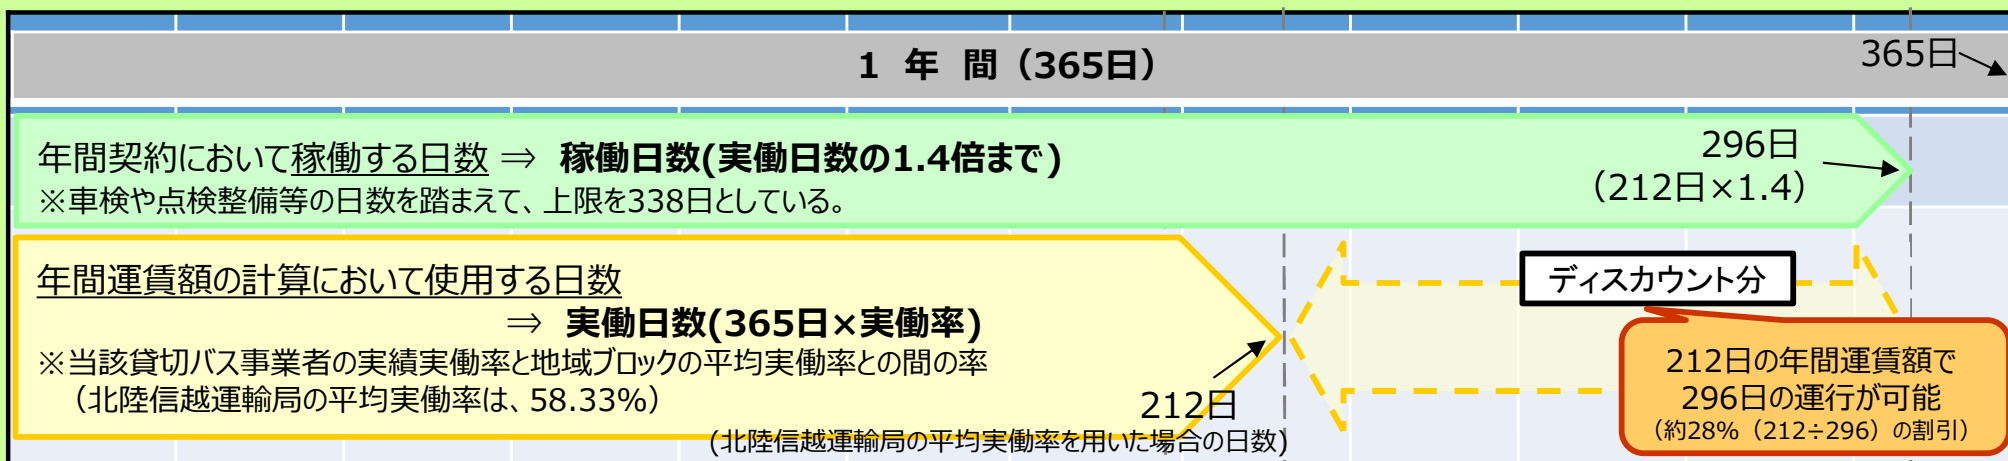 1 年 間（365日）
365日
年間契約において稼働する日数 ⇒ 稼働日数(実働日数の1.4倍まで)
※車検や点検整備等の日数を踏まえて、上限を338日としている。
296日
（212日×1.4）
年間運賃額の計算において使用する日数
⇒ 実働日数(365日×実働率)
※当該貸切バス事業者の実績実働率と地域ブロックの平均実働率との間の率
（北陸信越運輸局の平均実働率は、58.33%）
212日
(北陸信越運輸局の平均実働率を用いた場合の日数)
ディスカウント分
212日の年間運賃額で
296日の運行が可能
（約28%（212÷296）の割引）